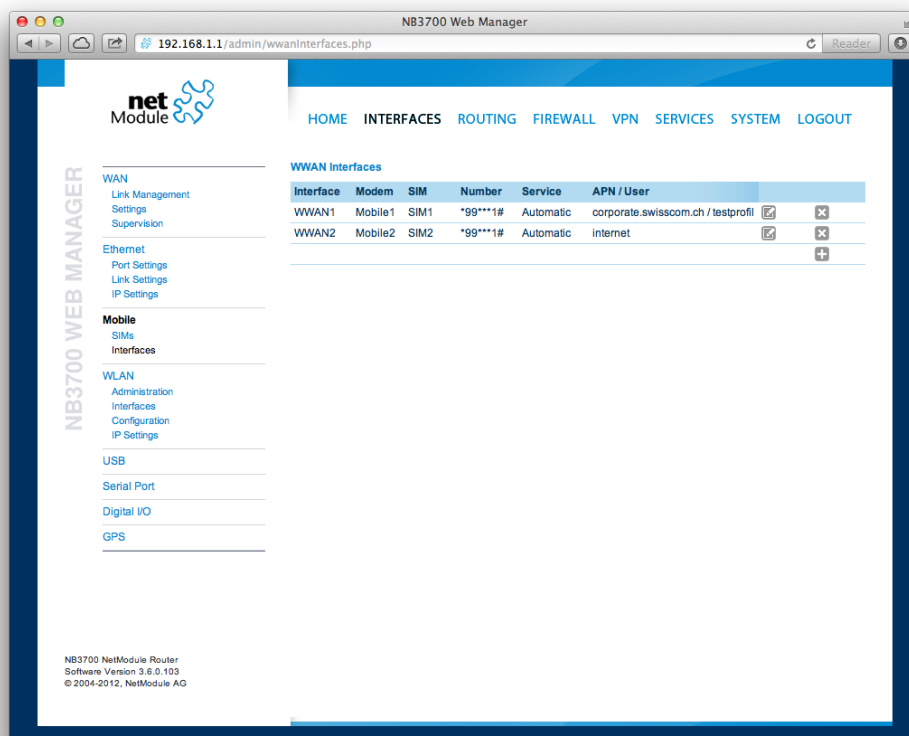 NB3700 Web Manager
192.168.1.1/admin/wwanInterfaces.php
Reader
net
Module
HOME INTERFACES ROUTING FIREWALL VPN SERVICES SYSTEM LOGOUT
NB3700 WEB MANAGER
WAN
Link Management
Settings
Supervision
Ethernet
Port Settings
Link Settings
IP Settings
Mobile
SIMs
Interfaces
WLAN
Administration
Interfaces
Configuration
IP Settings
USB
Serial Port
Digital I/O
GPS
WWAN Interfaces
Interface Modem SIM Number Service APN / User
WWAN1 Mobile1 SIM1 *99***1# Automatic corporate.swisscom.ch / testprofil
WWAN2 Mobile2 SIM2 *99***1# Automatic internet
NB3700 NetModule Router
Software Version 3.6.0.103
© 2004-2012, NetModule AG